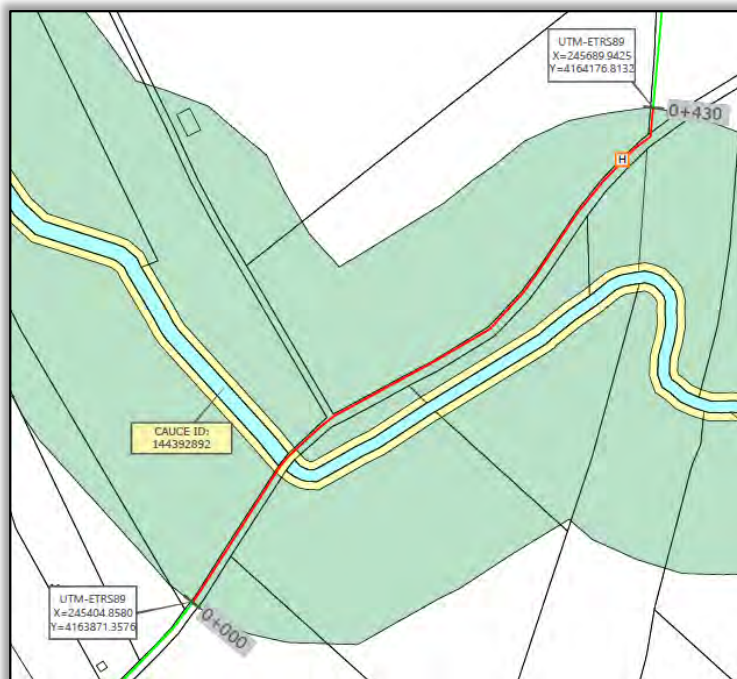 UTM-ETRS89
X=245689.9425
Y=4164176.8132
0+430
H
CAUCE ID:
144392892
UTM-ETRS89
X=245404.8580
Y=4163871.3576
0+000